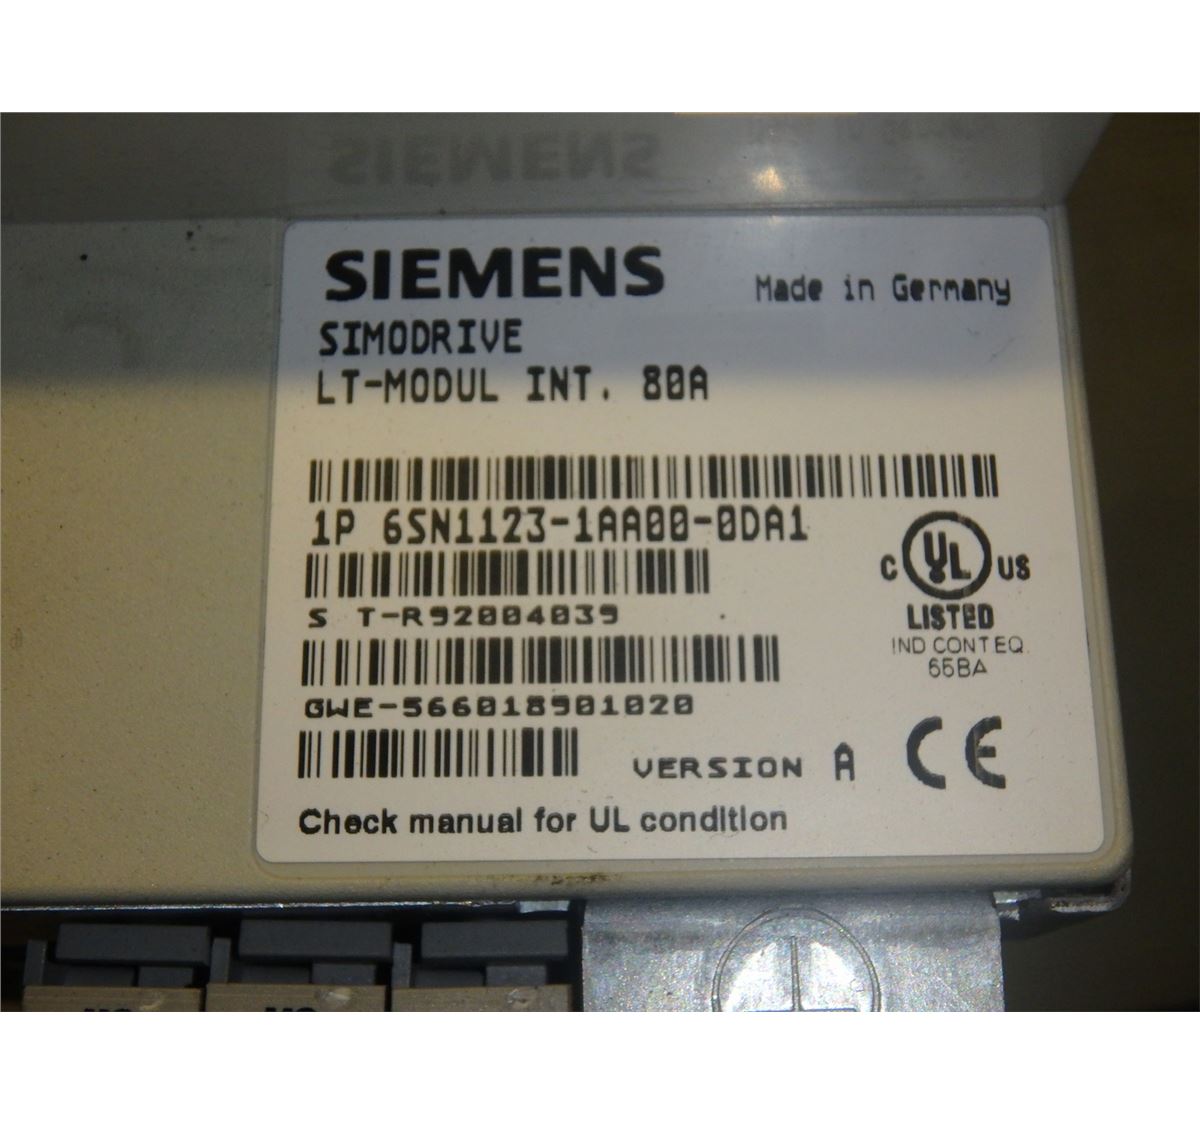 SIEMENS
Made in Germany
SIMODRIVE
LT-MODUL INT. 80A
1P 6SN1123-1AA00-0DA1
C UL US
LISTED
IND CONT EQ.
65BA
S T-R92004039
GWE-566018901020
VERSION A
CE
Check manual for UL condition